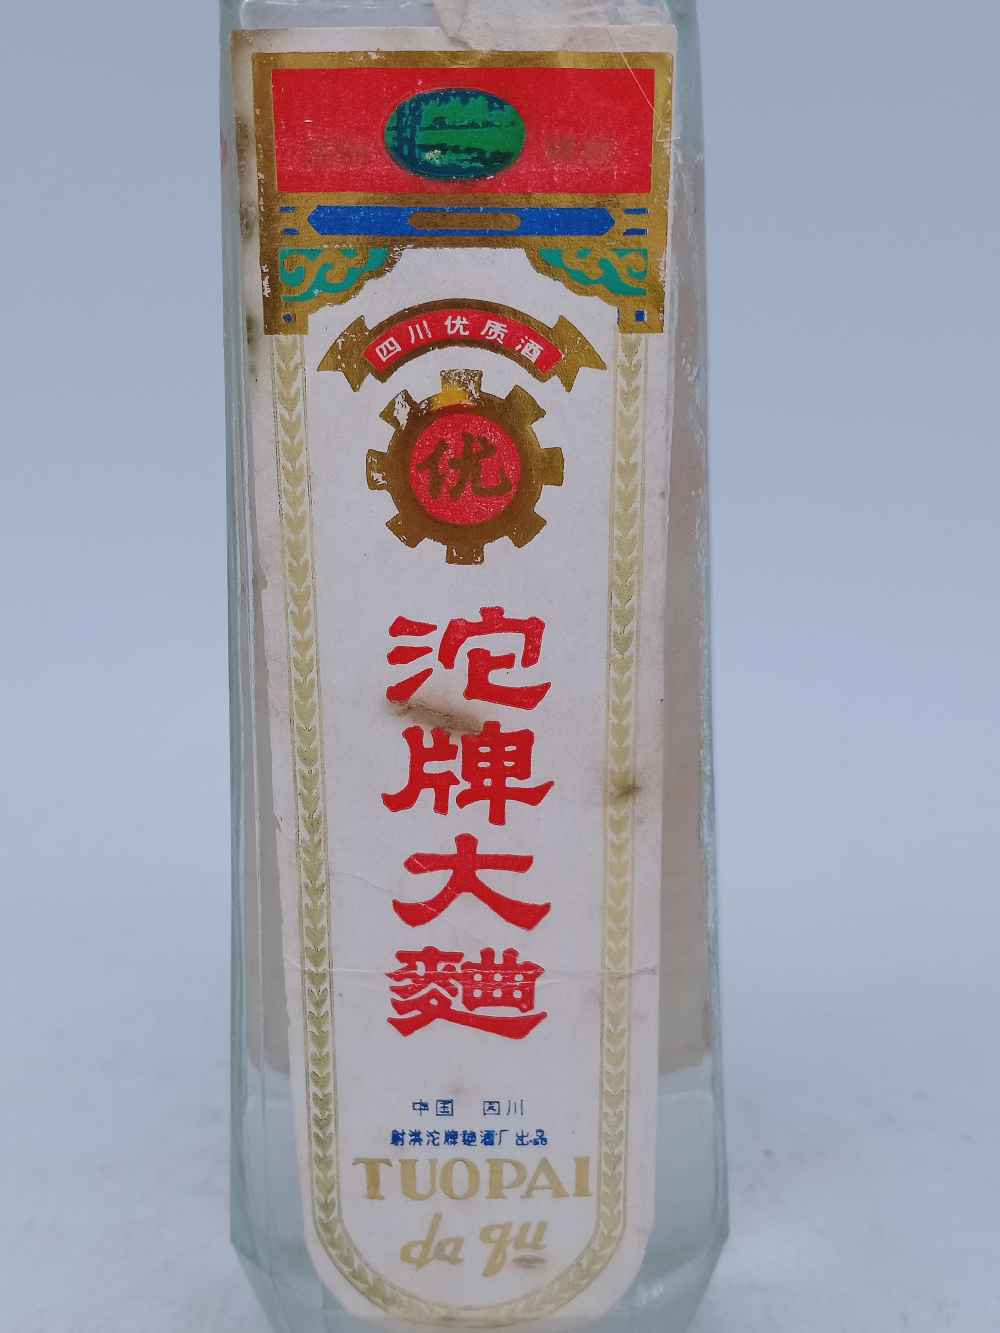 四川优质酒
优
沱牌大麯
中国 四川
射洪沱牌麯酒厂出品
TUOPAI
da qu